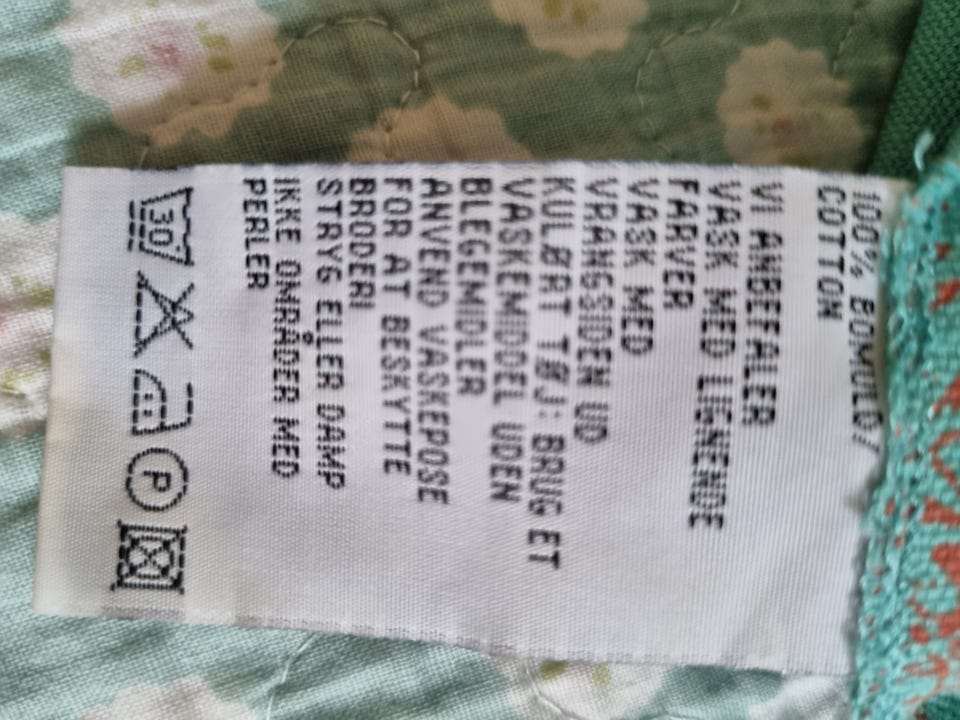 100% BOMULD/
COTTON
VI ANBEFALER
VASK MED LIGNENDE
FARVER
VASK MED
VRANGSIDEN UD
KULØRT TØJ: BRUG ET
VASKEMIDDEL UDEN
BLEGEMIDLER
ANVEND VASKEPOSE
FOR AT BESKYTTE
BRODERI
STRYG ELLER DAMP
IKKE OMRÅDER MED
PERLER
30
P